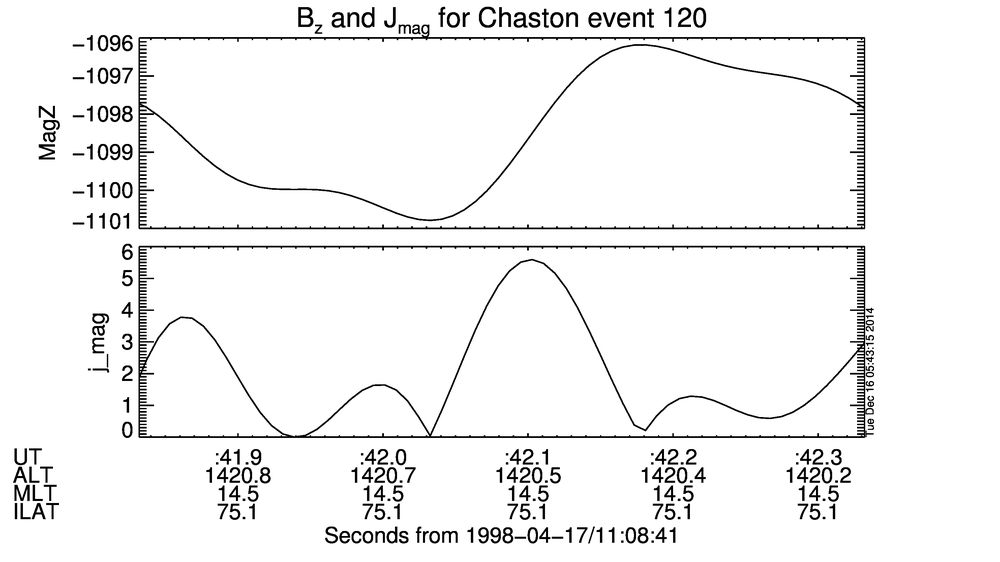 Bz and Jmag for Chaston event 120
MagZ
−1096
−1097
−1098
−1099
−1100
−1101
j_mag
6
5
4
3
2
1
0
Tue Dec 16 05:43:15 2014
UT :41.9 :42.0 :42.1 :42.2 :42.3
ALT 1420.8 1420.7 1420.5 1420.4 1420.2
MLT 14.5 14.5 14.5 14.5 14.5
ILAT 75.1 75.1 75.1 75.1 75.1
Seconds from 1998−04−17/11:08:41